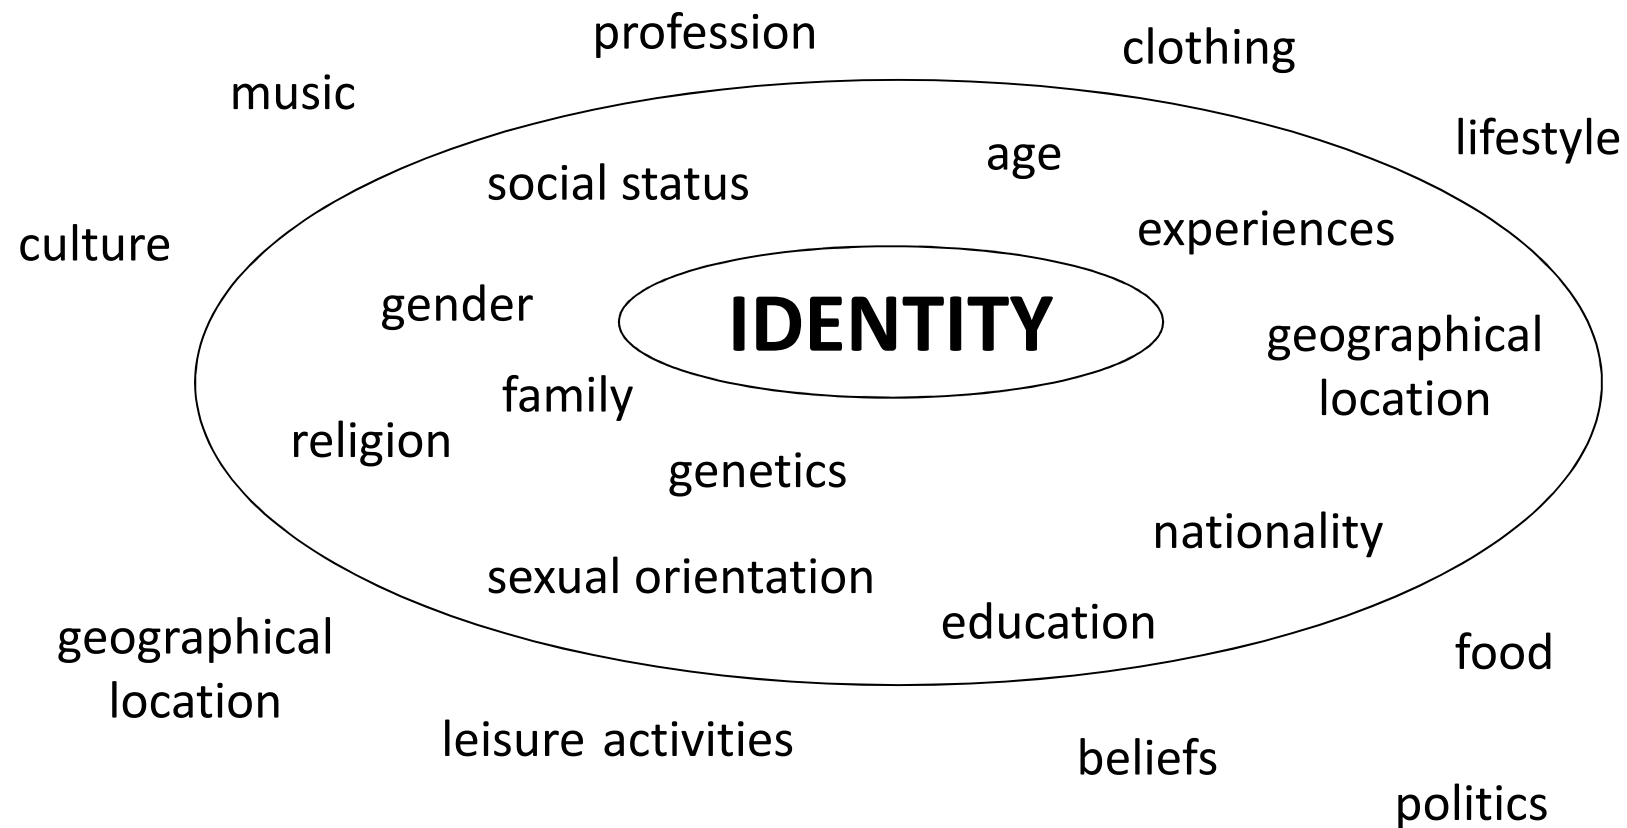 profession
clothing
music
lifestyle
age
social status
experiences
culture
gender
IDENTITY
geographical
location
family
religion
genetics
nationality
sexual orientation
education
geographical
location
food
leisure activities
beliefs
politics